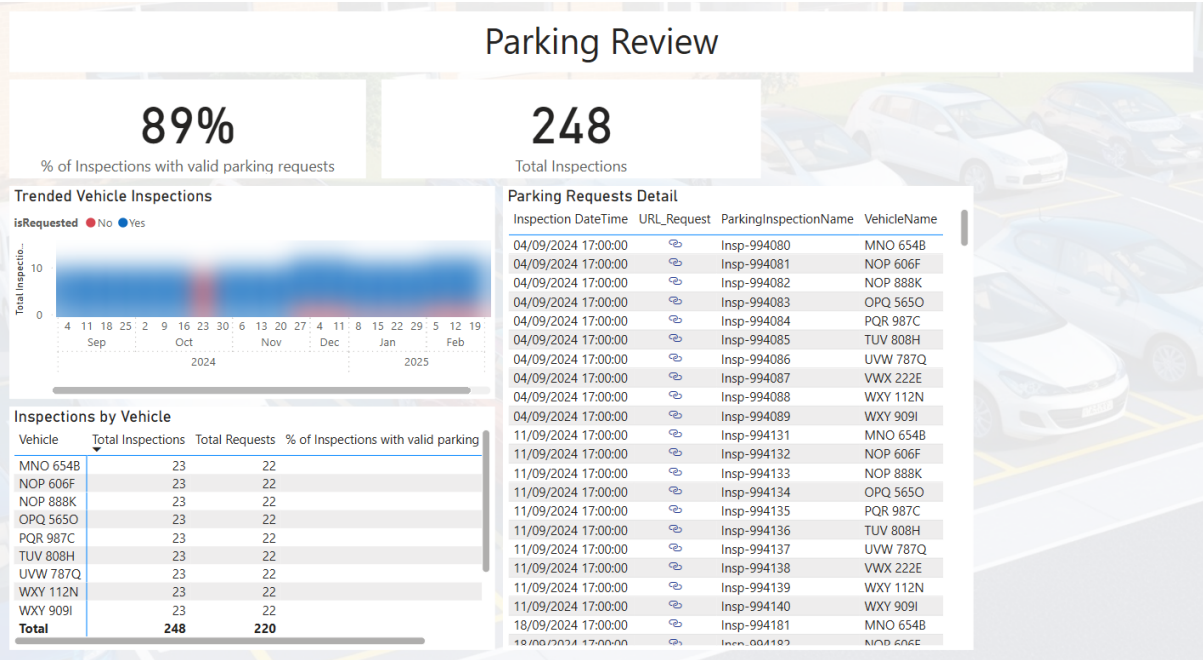 Parking Review
89%
% of Inspections with valid parking requests
248
Total Inspections
Trended Vehicle Inspections
isRequested No Yes
Total Inspectio...
10
0
4 11 18 25 2 9 16 23 30 6 13 20 27 4 11 8 15 22 29 5 12 19
Sep Oct Nov Dec Jan Feb
2024 2025
Inspections by Vehicle
Vehicle Total Inspections Total Requests % of Inspections with valid parking
MNO 654B 23 22
NOP 606F 23 22
NOP 888K 23 22
OPQ 565O 23 22
PQR 987C 23 22
TUV 808H 23 22
UVW 787Q 23 22
WXY 112N 23 22
WXY 909I 23 22
Total 248 220
Parking Requests Detail
Inspection DateTime URL_Request ParkingInspectionName VehicleName
04/09/2024 17:00:00 Insp-994080 MNO 654B
04/09/2024 17:00:00 Insp-994081 NOP 606F
04/09/2024 17:00:00 Insp-994082 NOP 888K
04/09/2024 17:00:00 Insp-994083 OPQ 565O
04/09/2024 17:00:00 Insp-994084 PQR 987C
04/09/2024 17:00:00 Insp-994085 TUV 808H
04/09/2024 17:00:00 Insp-994086 UVW 787Q
04/09/2024 17:00:00 Insp-994087 VWX 222E
04/09/2024 17:00:00 Insp-994088 WXY 112N
04/09/2024 17:00:00 Insp-994089 WXY 909I
11/09/2024 17:00:00 Insp-994131 MNO 654B
11/09/2024 17:00:00 Insp-994132 NOP 606F
11/09/2024 17:00:00 Insp-994133 NOP 888K
11/09/2024 17:00:00 Insp-994134 OPQ 565O
11/09/2024 17:00:00 Insp-994135 PQR 987C
11/09/2024 17:00:00 Insp-994136 TUV 808H
11/09/2024 17:00:00 Insp-994137 UVW 787Q
11/09/2024 17:00:00 Insp-994138 VWX 222E
11/09/2024 17:00:00 Insp-994139 WXY 112N
11/09/2024 17:00:00 Insp-994140 WXY 909I
18/09/2024 17:00:00 Insp-994181 MNO 654B
18/09/2024 17:00:00 Insp-994182 NOP 606F